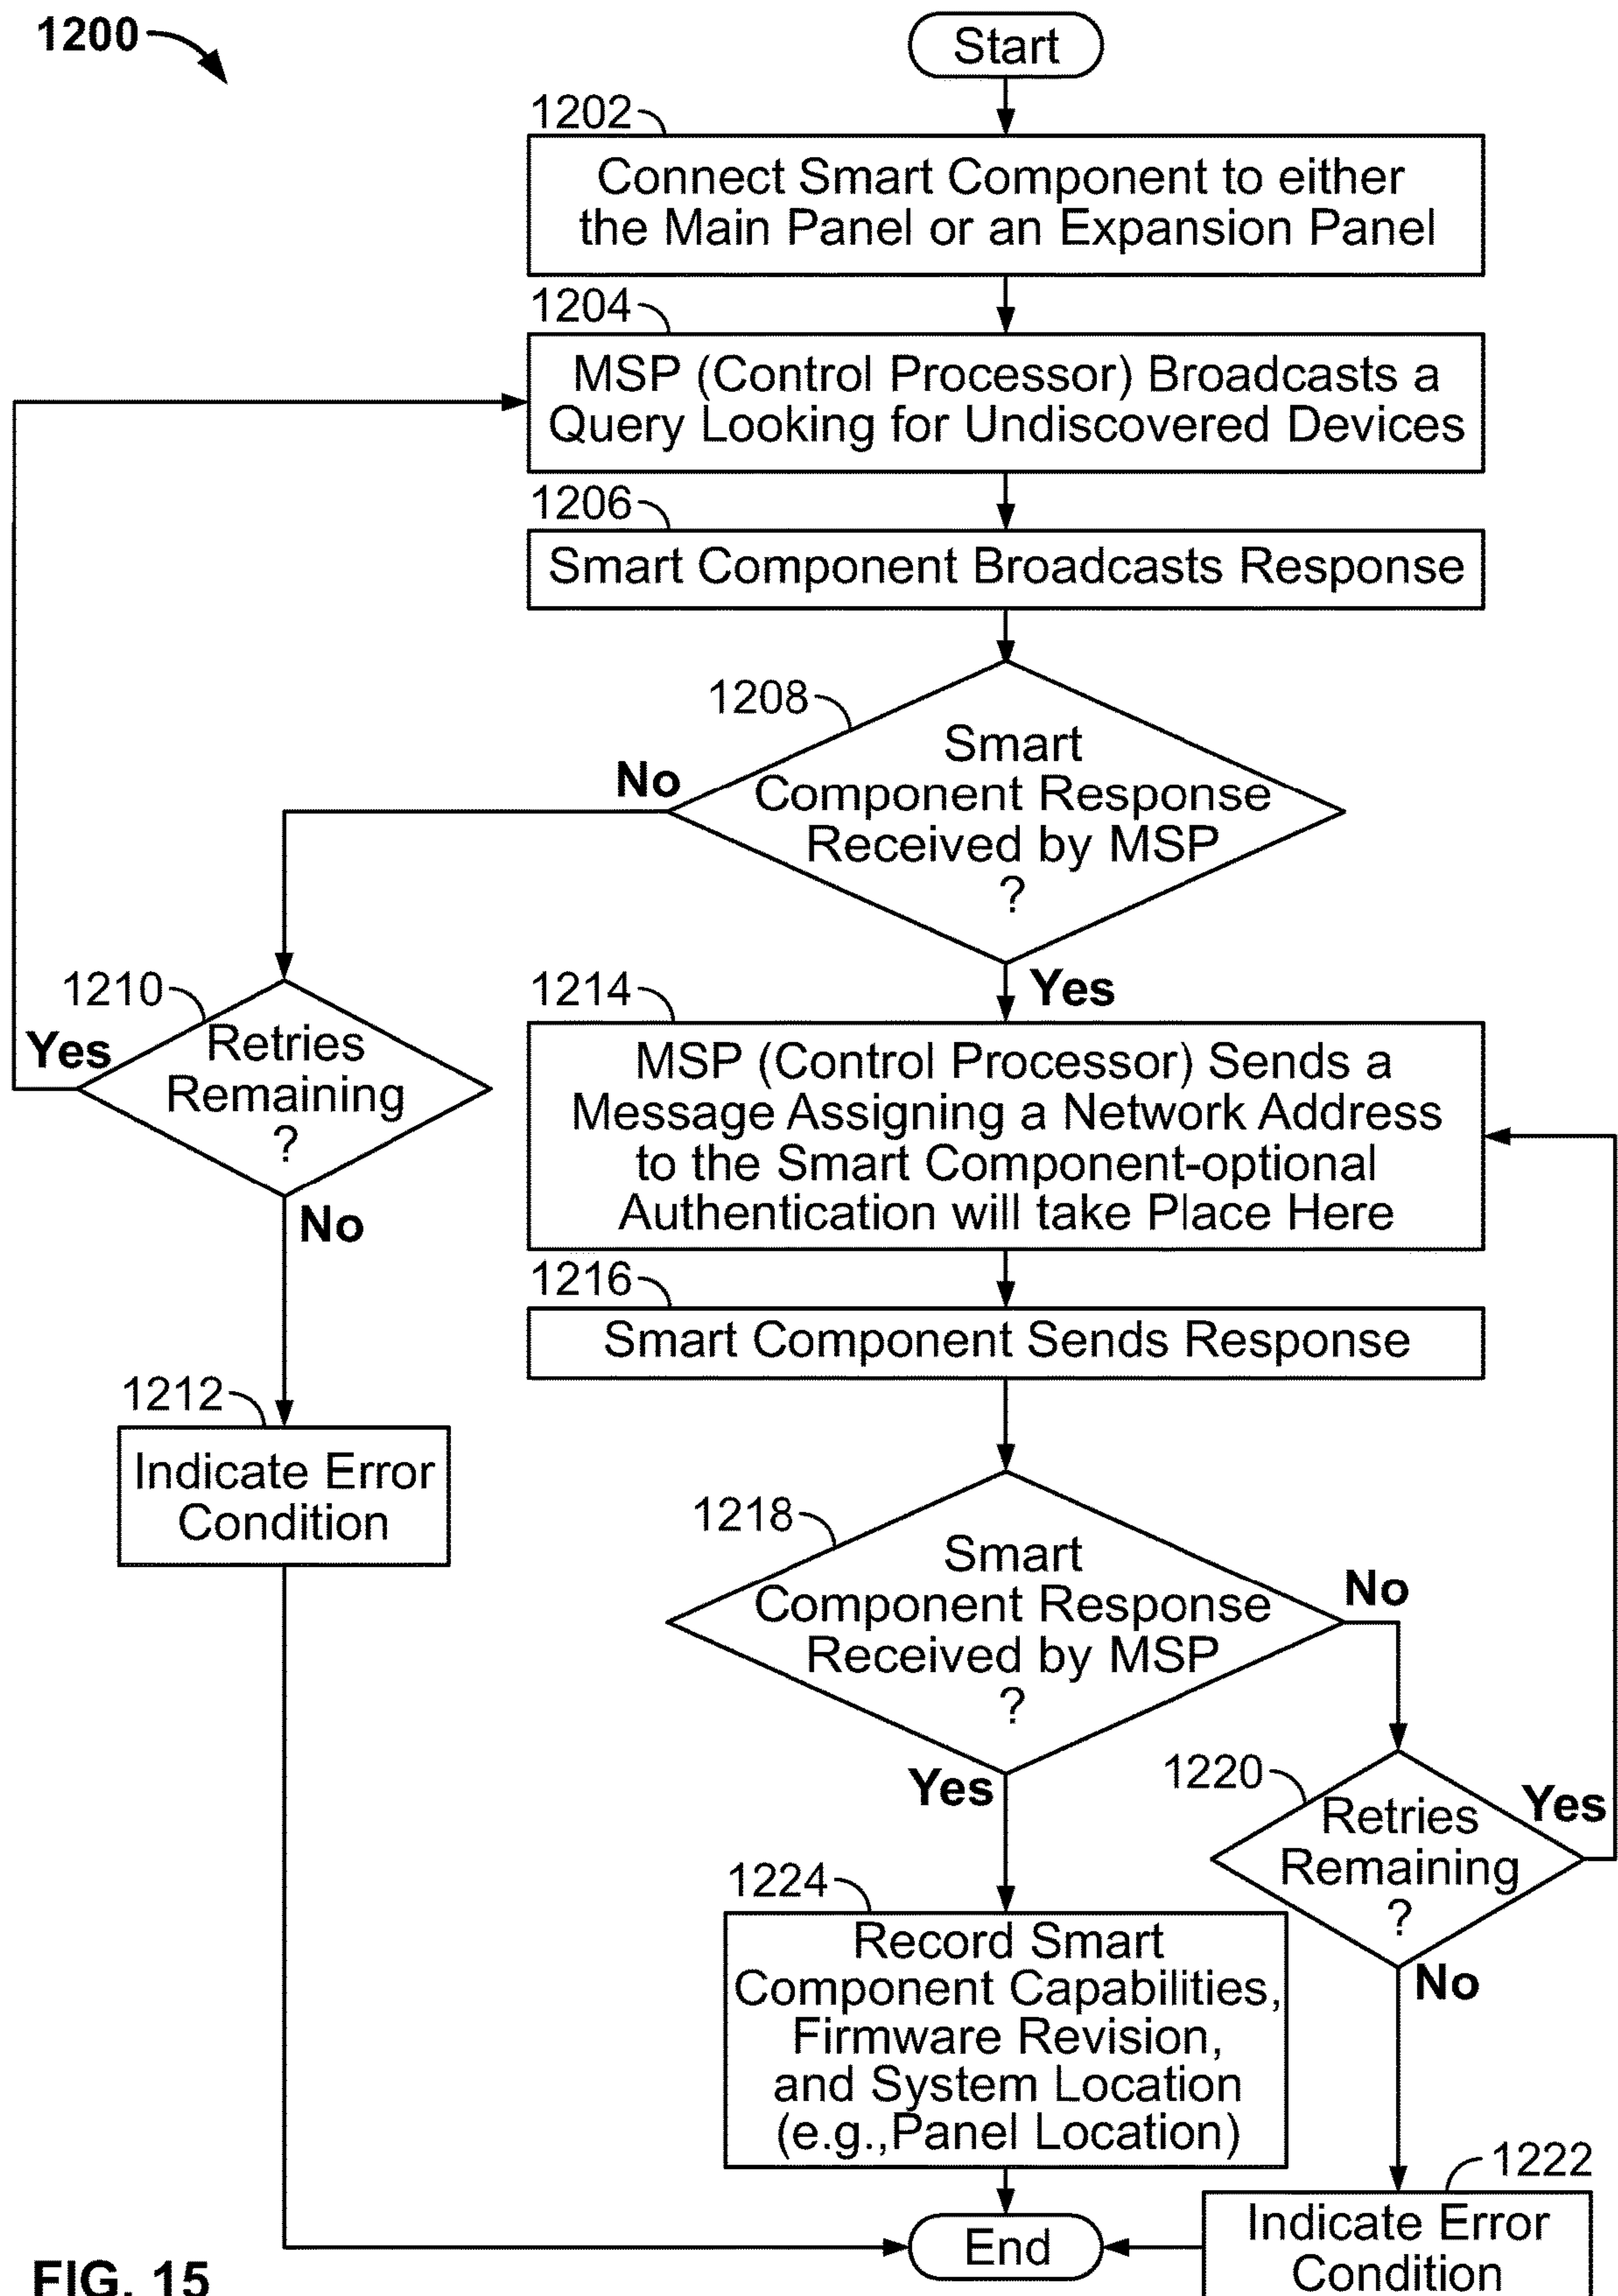 1200
Start
1202
Connect Smart Component to either
the Main Panel or an Expansion Panel
1204
MSP (Control Processor) Broadcasts a
Query Looking for Undiscovered Devices
1206
Smart Component Broadcasts Response
1208
Smart
Component Response
Received by MSP
?
No
Yes
1210
Retries
Remaining
?
Yes
No
1212
Indicate Error
Condition
1214
MSP (Control Processor) Sends a
Message Assigning a Network Address
to the Smart Component-optional
Authentication will take Place Here
1216
Smart Component Sends Response
1218
Smart
Component Response
Received by MSP
?
No
Yes
1220
Retries
Remaining
?
Yes
No
1224
Record Smart
Component Capabilities,
Firmware Revision,
and System Location
(e.g.,Panel Location)
1222
Indicate Error
Condition
End
FIG. 15